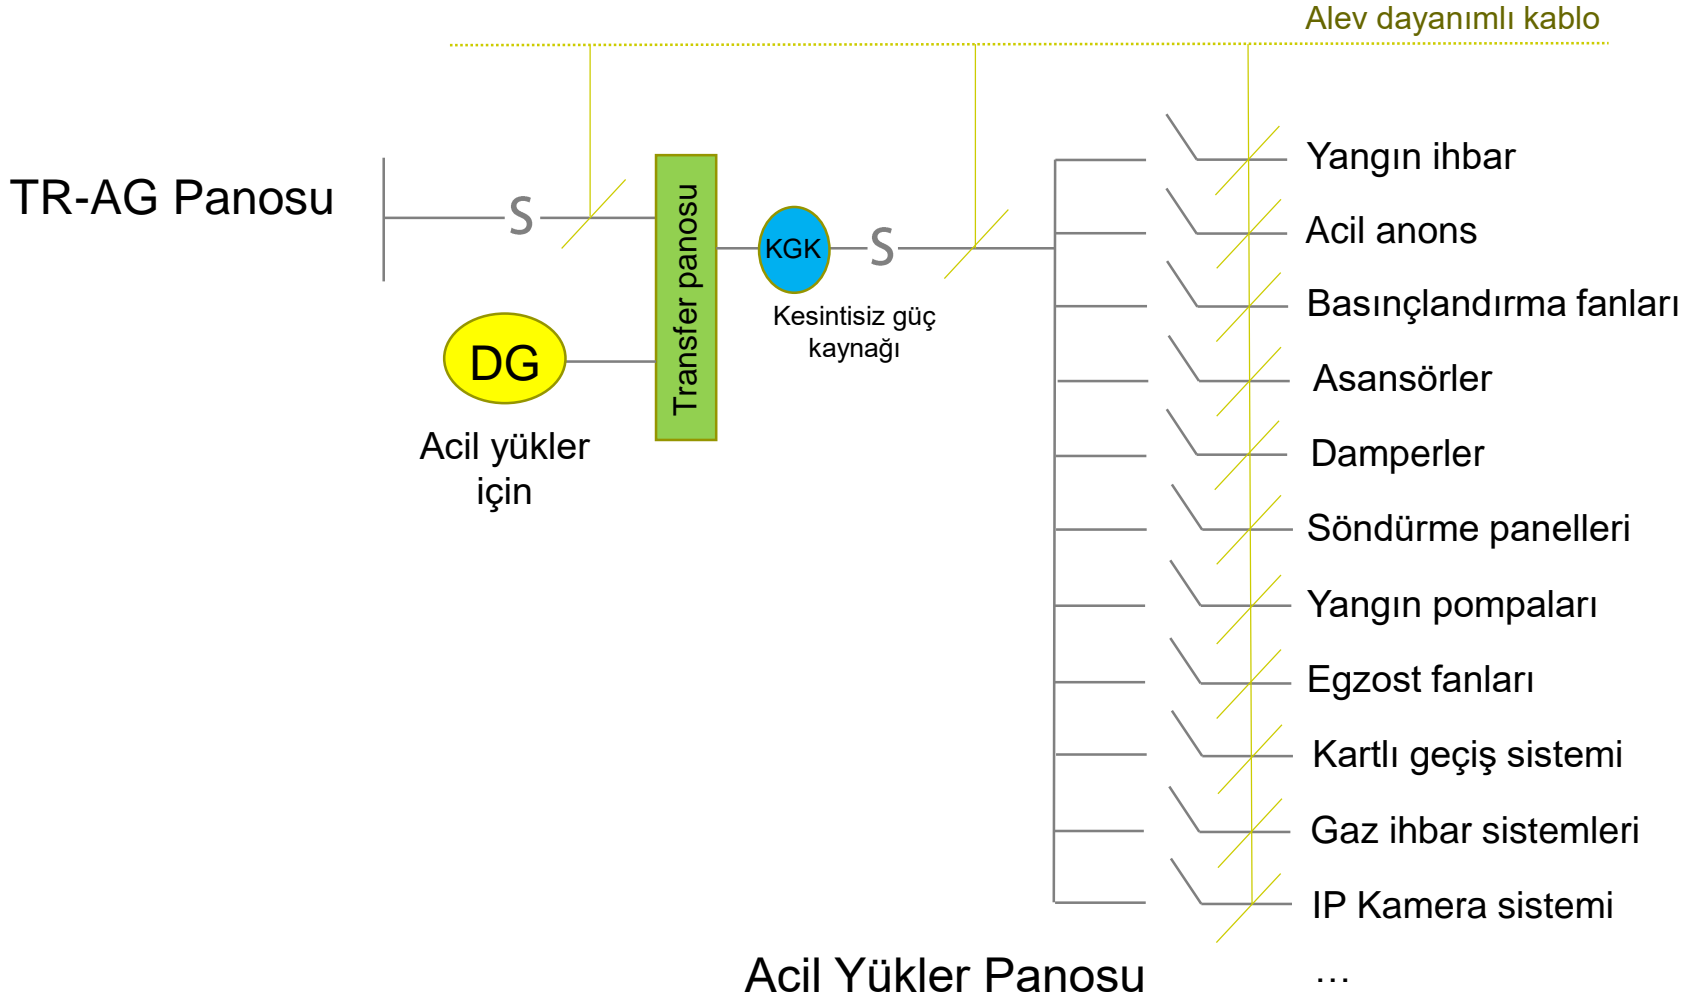 Alev dayanımlı kablo
TR-AG Panosu
S
Transfer panosu
KGK
S
Kesintisiz güç
kaynağı
DG
Acil yükler
için
Yangın ihbar
Acil anons
Basınçlandırma fanları
Asansörler
Damperler
Söndürme panelleri
Yangın pompaları
Egzost fanları
Kartlı geçiş sistemi
Gaz ihbar sistemleri
IP Kamera sistemi
...
Acil Yükler Panosu